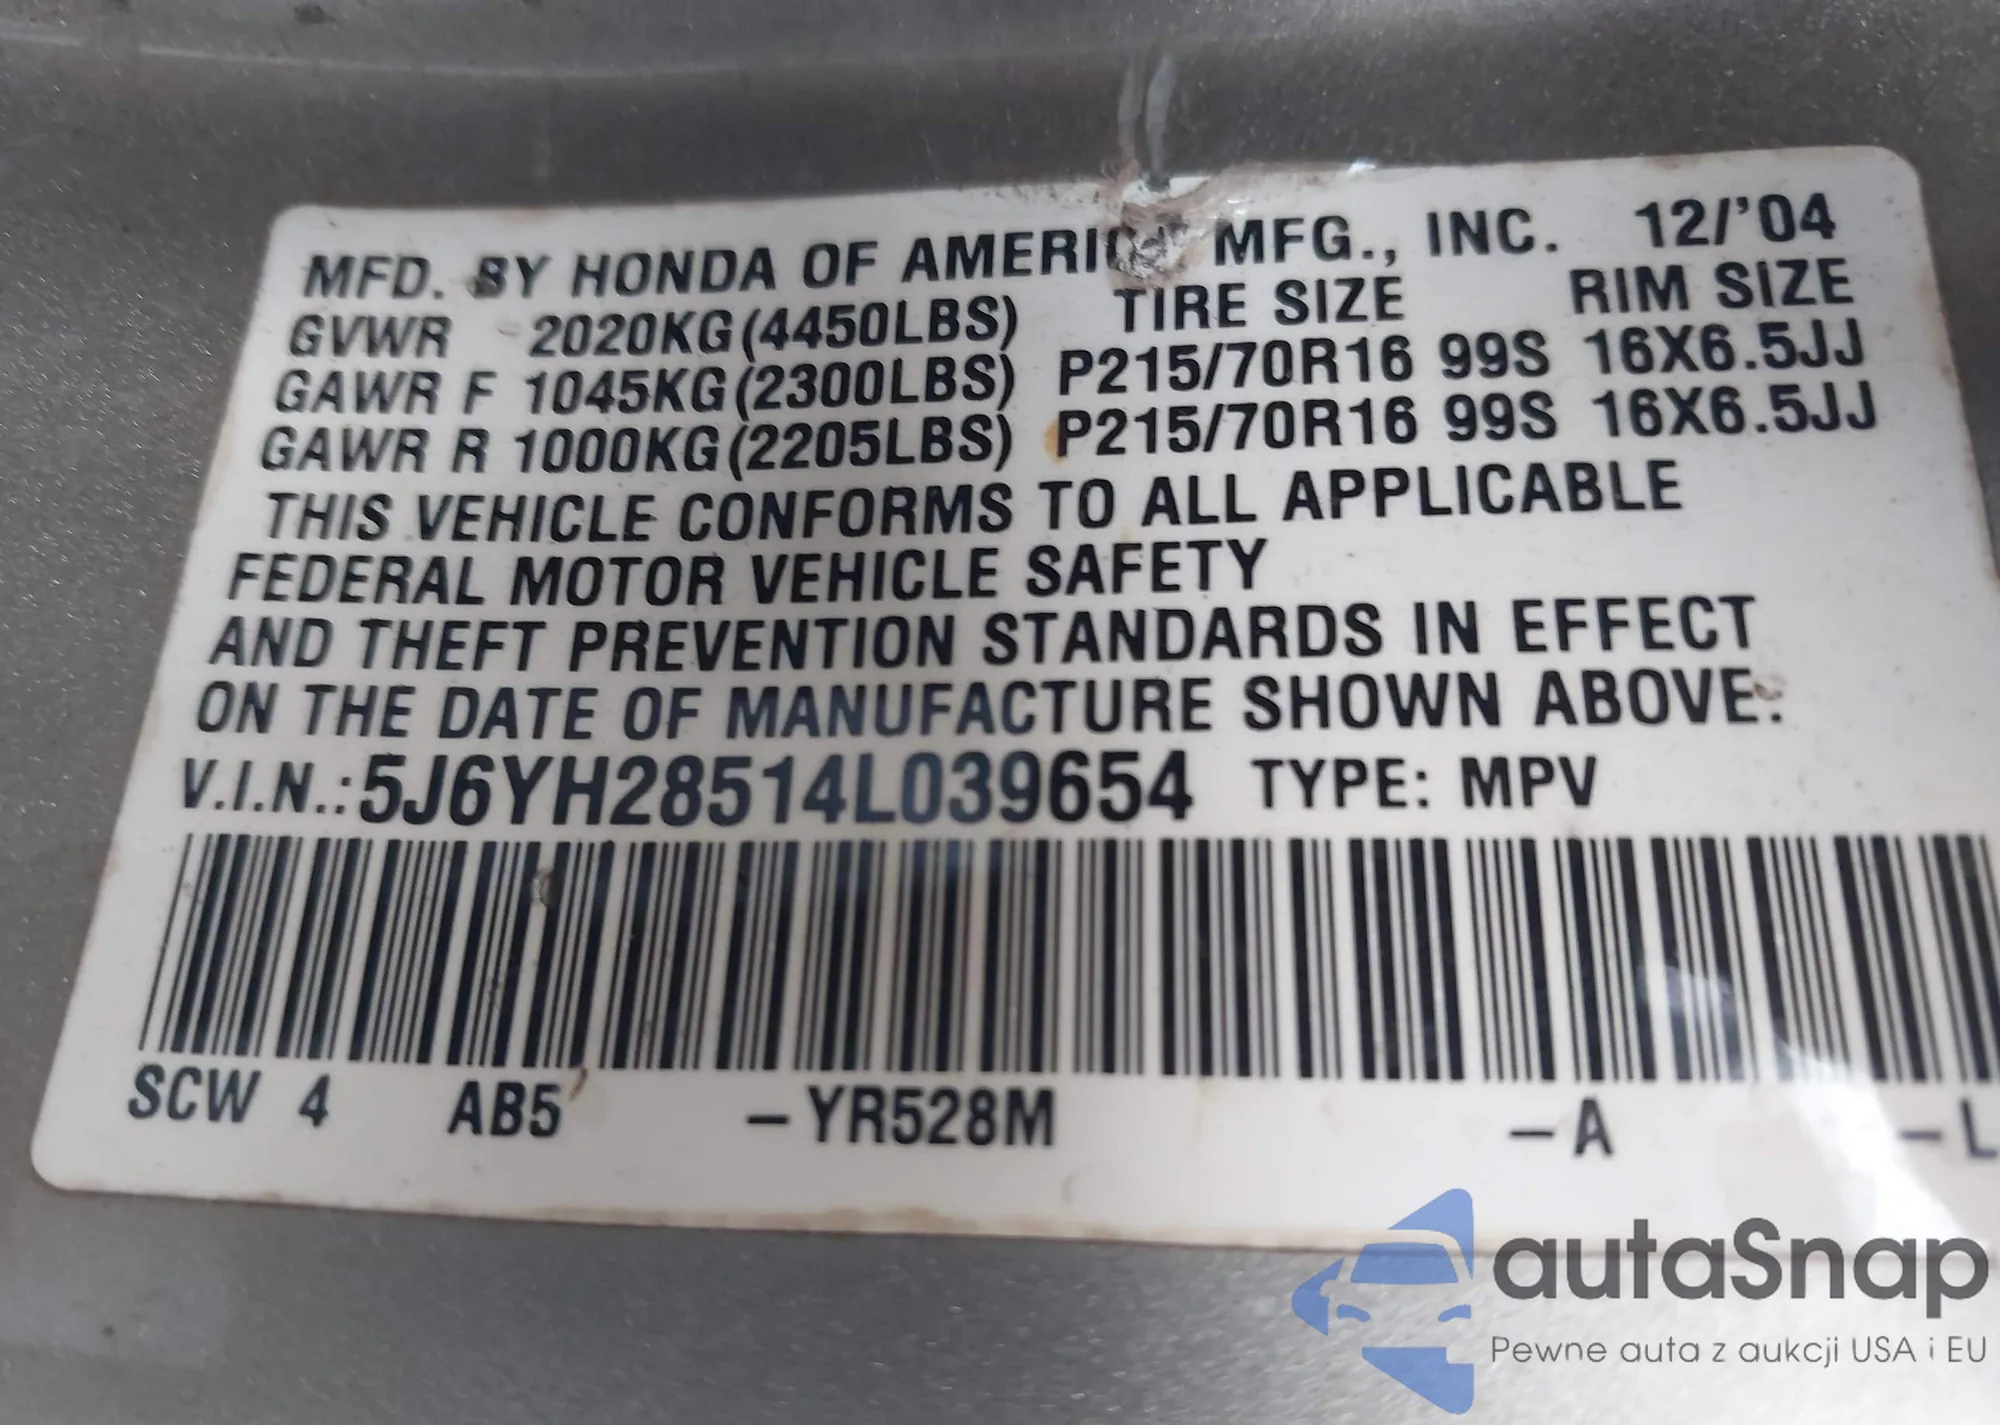 MFD. BY HONDA OF AMERICA MFG., INC. 12/'04
GVWR 2020KG(4450LBS) TIRE SIZE RIM SIZE
GAWR F 1045KG(2300LBS) P215/70R16 99S 16X6.5JJ
GAWR R 1000KG(2205LBS) P215/70R16 99S 16X6.5JJ
THIS VEHICLE CONFORMS TO ALL APPLICABLE
FEDERAL MOTOR VEHICLE SAFETY
AND THEFT PREVENTION STANDARDS IN EFFECT
ON THE DATE OF MANUFACTURE SHOWN ABOVE.
V.I.N.:5J6YH28514L039654 TYPE: MPV
SCW 4 AB5 –YR528M –A –L
autaSnap
Pewne auta z aukcji USA i EU